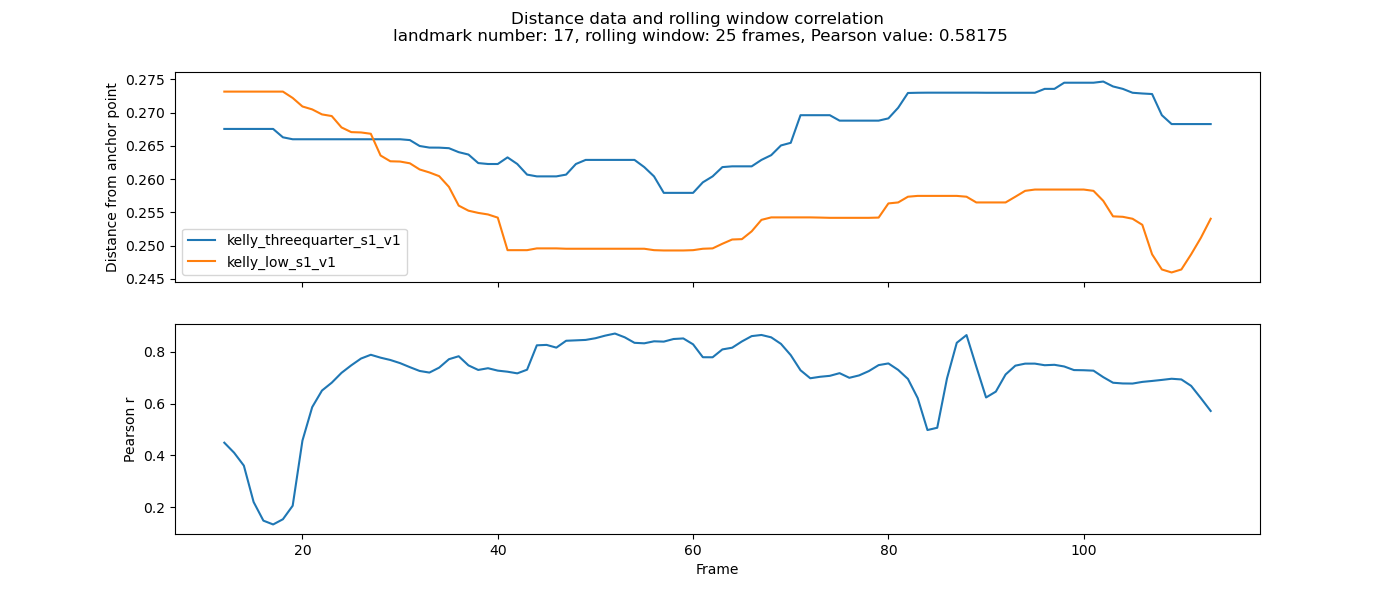 Distance data and rolling window correlation
landmark number: 17, rolling window: 25 frames, Pearson value: 0.58175
Distance from anchor point
0.275
0.270
0.265
0.260
0.255
0.250
0.245
kelly_threequarter_s1_v1
kelly_low_s1_v1
Pearson r
0.8
0.6
0.4
0.2
20
40
60
80
100
Frame